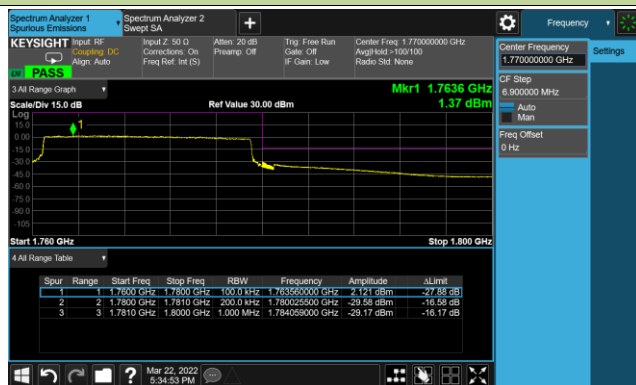 Spectrum Analyzer 1
Spurious Emissions
Spectrum Analyzer 2
Swept SA
Frequency
KEYSIGHT
Input: RF
Coupling: DC
Align: Auto
Input Z: 50 Ω
Corrections: On
Freq Ref: Int (S)
Atten: 20 dB
Preamp: Off
Trig: Free Run
Gate: Off
IF Gain: Low
Center Freq: 1.770000000 GHz
Avg|Hold:>100/100
Radio Std: None
PASS
Center Frequency
1.770000000 GHz
Settings
CF Step
6.900000 MHz
Auto
Man
Freq Offset
0 Hz
3 All Range Graph
Mkr1 1.7636 GHz
1.37 dBm
Scale/Div 15.0 dB
Ref Value 30.00 dBm
Log
15.0
0.00
-15.0
-30.0
-45.0
-60.0
-75.0
-90.0
-105
1
Start 1.760 GHz
Stop 1.800 GHz
4 All Range Table
Spur Range Start Freq Stop Freq RBW Frequency Amplitude ΔLimit
1 1 1.7600 GHz 1.7800 GHz 100.0 kHz 1.763560000 GHz 2.121 dBm -27.88 dB
2 2 1.7800 GHz 1.7810 GHz 200.0 kHz 1.780025500 GHz -29.58 dBm -16.58 dB
3 3 1.7810 GHz 1.8000 GHz 1.000 MHz 1.784059000 GHz -29.17 dBm -16.17 dB
Mar 22, 2022
5:34:53 PM